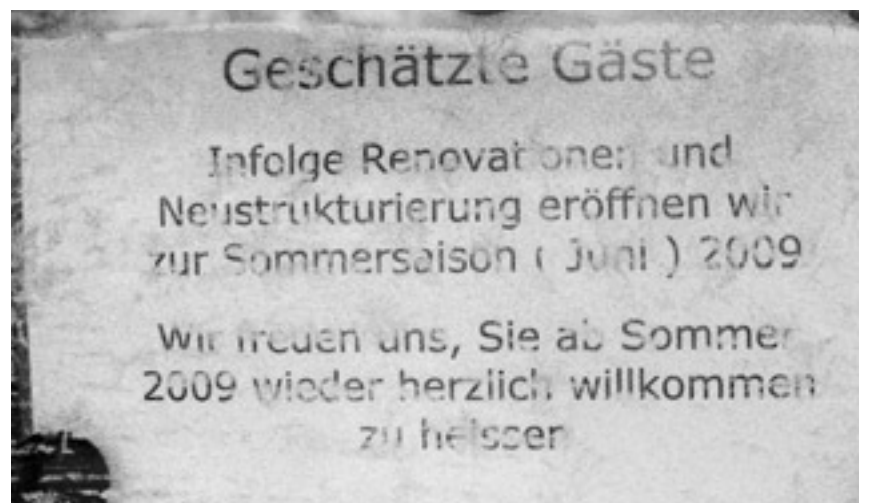 Geschätzte Gäste
Infolge Renovationen und
Neustrukturierung eröffnen wir
zur Sommersaison ( Juni ) 2009
Wir freuen uns, Sie ab Sommer
2009 wieder herzlich willkommen
zu heissen